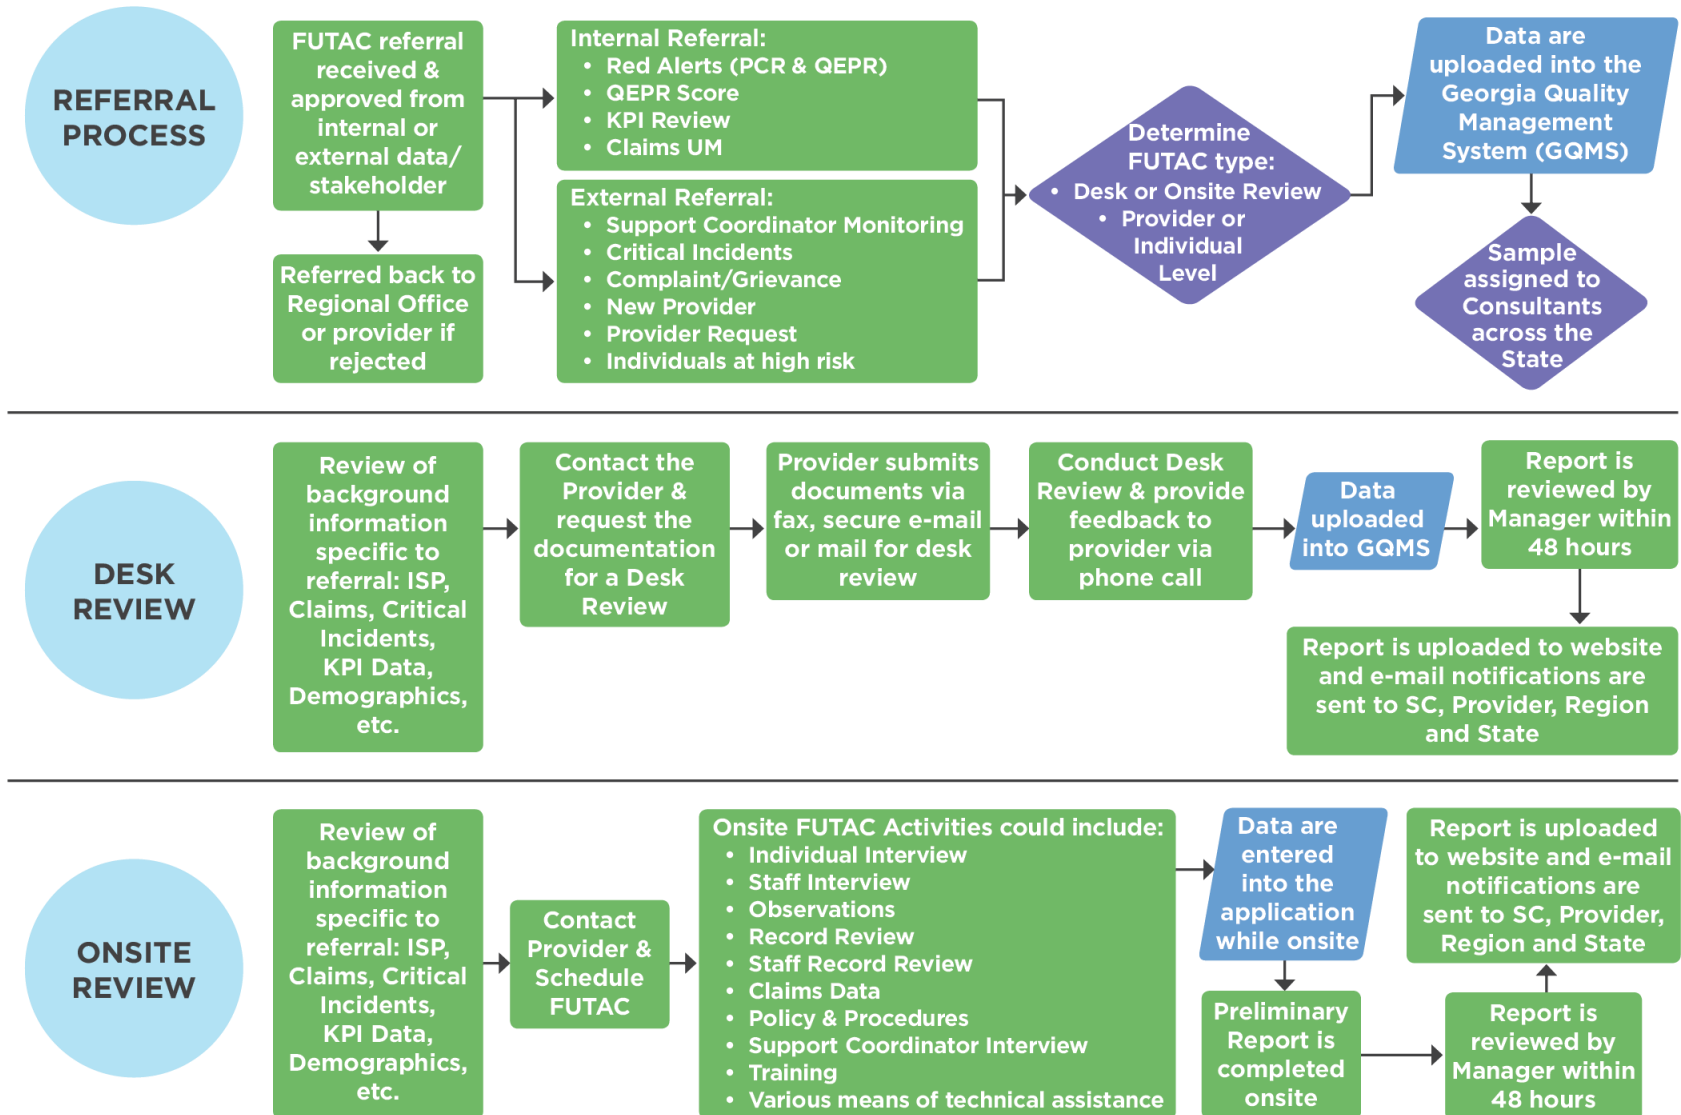 REFERRAL
PROCESS
FUTAC referral
received &
approved from
internal or
external data/
stakeholder
Referred back to
Regional Office
or provider if
rejected
Internal Referral:
• Red Alerts (PCR & QEPR)
• QEPR Score
• KPI Review
• Claims UM
External Referral:
• Support Coordinator Monitoring
• Critical Incidents
• Complaint/Grievance
• New Provider
• Provider Request
• Individuals at high risk
Determine
FUTAC type:
• Desk or Onsite Review
• Provider or
Individual
Level
Data are
uploaded into the
Georgia Quality
Management
System (GQMS)
Sample
assigned to
Consultants
across the
State
DESK
REVIEW
Review of
background
information
specific to
referral: ISP,
Claims, Critical
Incidents,
KPI Data,
Demographics,
etc.
Contact the
Provider &
request the
documentation
for a Desk
Review
Provider submits
documents via
fax, secure e-mail
or mail for desk
review
Conduct Desk
Review & provide
feedback to
provider via
phone call
Data
uploaded
into GQMS
Report is
reviewed by
Manager within
48 hours
Report is uploaded to website
and e-mail notifications are
sent to SC, Provider, Region
and State
ONSITE
REVIEW
Review of
background
information
specific to
referral: ISP,
Claims, Critical
Incidents,
KPI Data,
Demographics,
etc.
Contact
Provider &
Schedule
FUTAC
Onsite FUTAC Activities could include:
• Individual Interview
• Staff Interview
• Observations
• Record Review
• Staff Record Review
• Claims Data
• Policy & Procedures
• Support Coordinator Interview
• Training
• Various means of technical assistance
Data are
entered
into the
application
while onsite
Preliminary
Report is
completed
onsite
Report is
reviewed by
Manager within
48 hours
Report is uploaded
to website and e-mail
notifications are
sent to SC, Provider,
Region and State